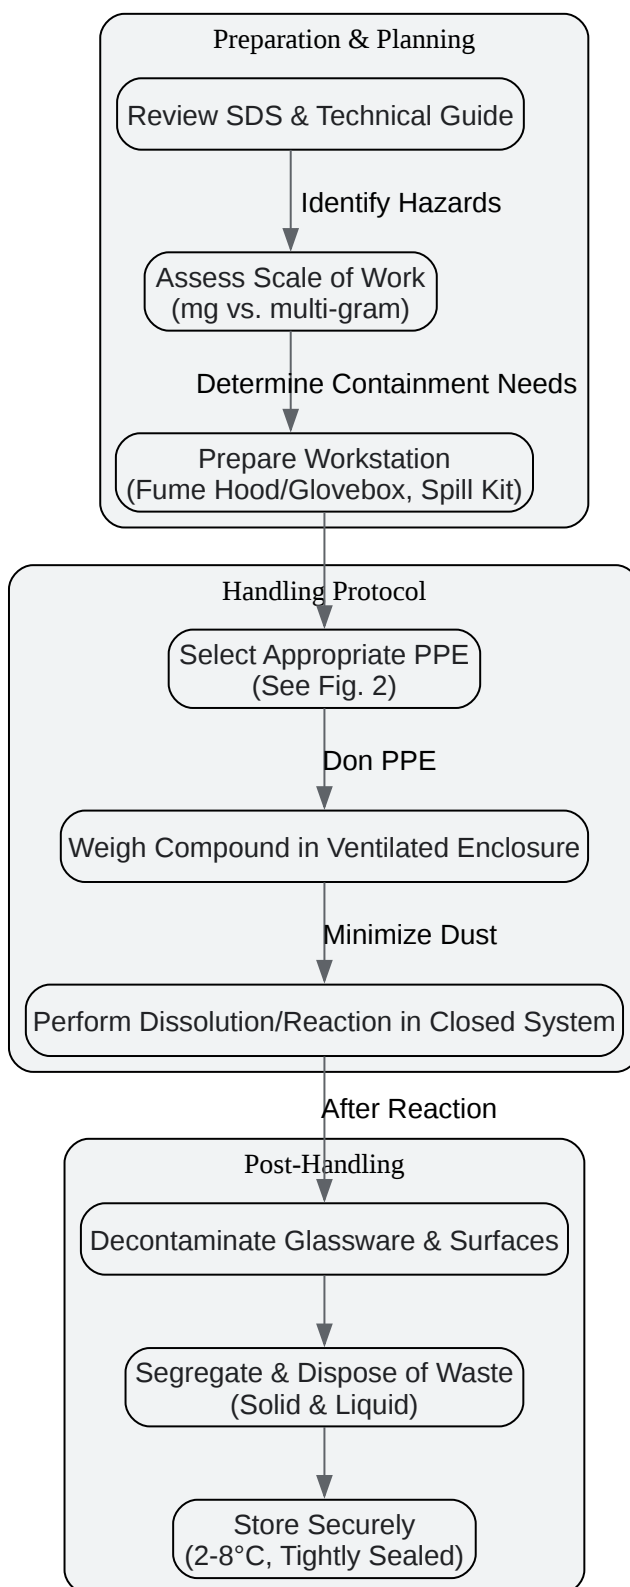 Preparation & Planning
Review SDS & Technical Guide
Identify Hazards
Assess Scale of Work
(mg vs. multi-gram)
Determine Containment Needs
Prepare Workstation
(Fume Hood/Glovebox, Spill Kit)
Handling Protocol
Select Appropriate PPE
(See Fig. 2)
Don PPE
Weigh Compound in Ventilated Enclosure
Minimize Dust
Perform Dissolution/Reaction in Closed System
After Reaction
Post-Handling
Decontaminate Glassware & Surfaces
Segregate & Dispose of Waste
(Solid & Liquid)
Store Securely
(2-8°C, Tightly Sealed)